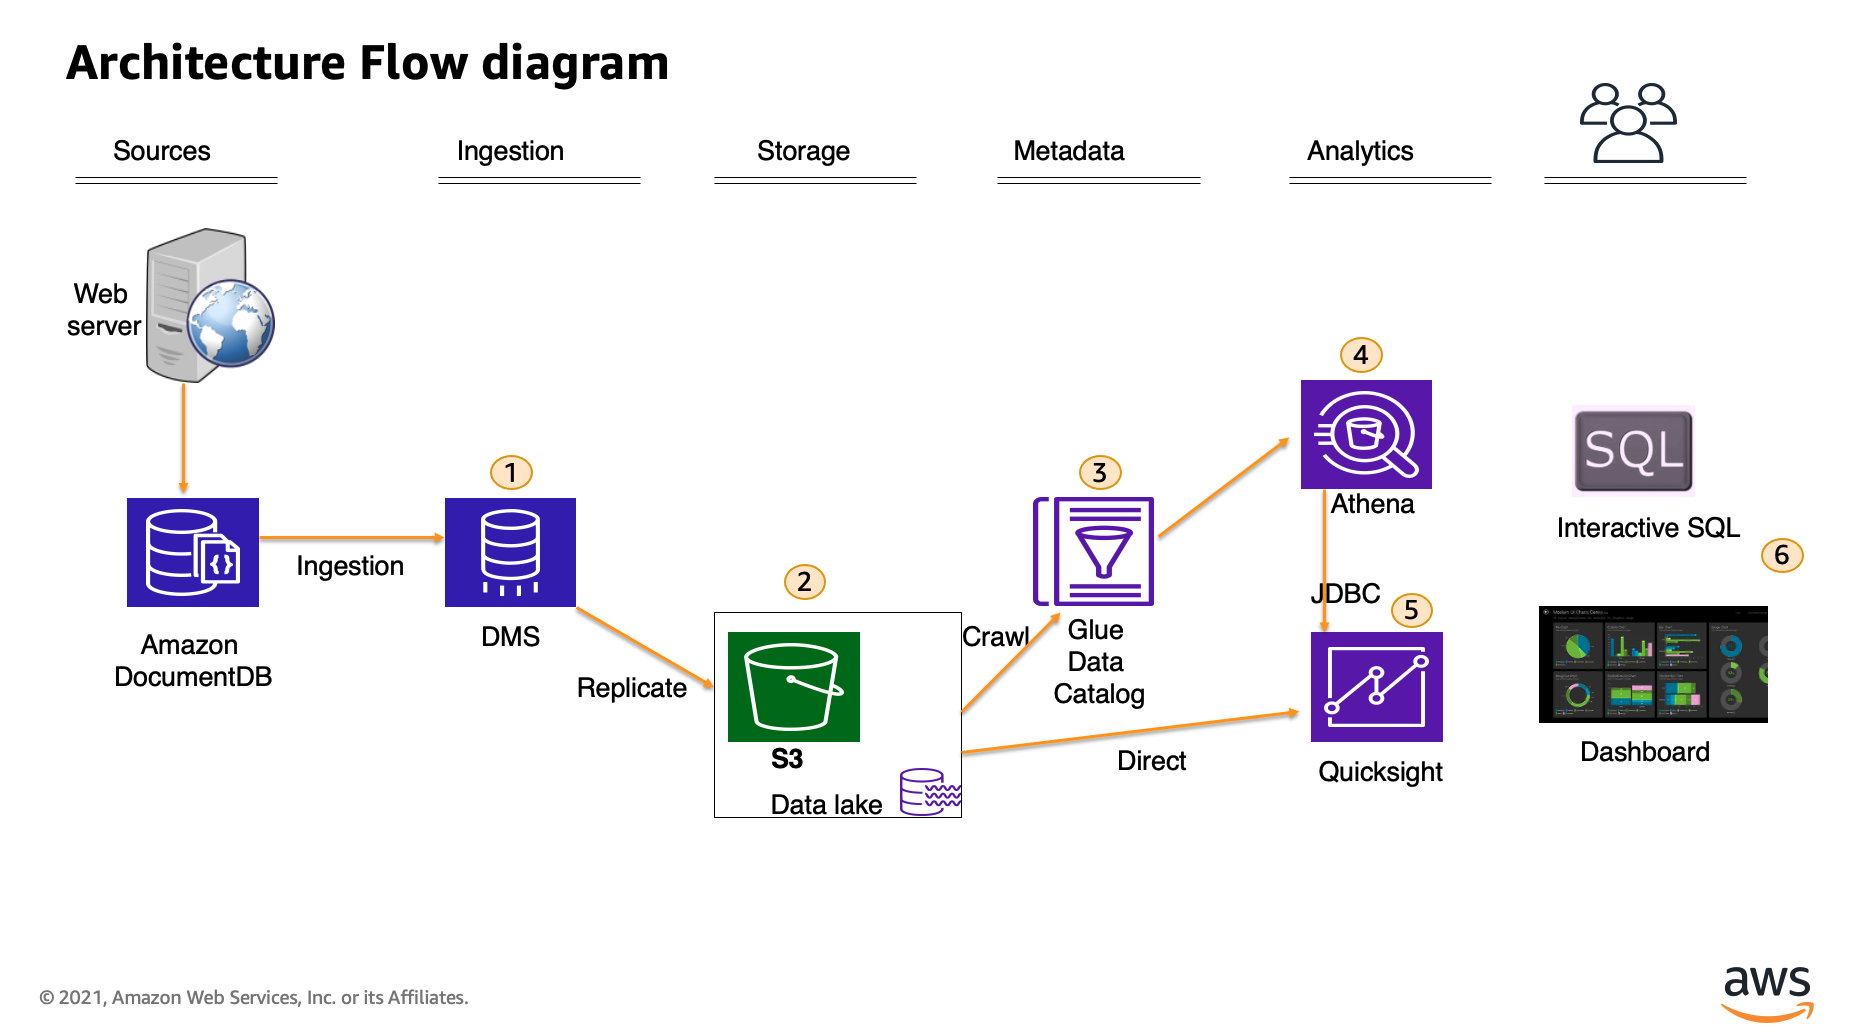 Architecture Flow diagram
Sources
Ingestion
Storage
Metadata
Analytics
Web
server
Amazon
DocumentDB
Ingestion
1
DMS
Replicate
2
S3
Data lake
Crawl
3
Glue
Data
Catalog
Direct
4
Athena
JDBC
5
Quicksight
SQL
Interactive SQL
6
Dashboard
© 2021, Amazon Web Services, Inc. or its Affiliates.
aws